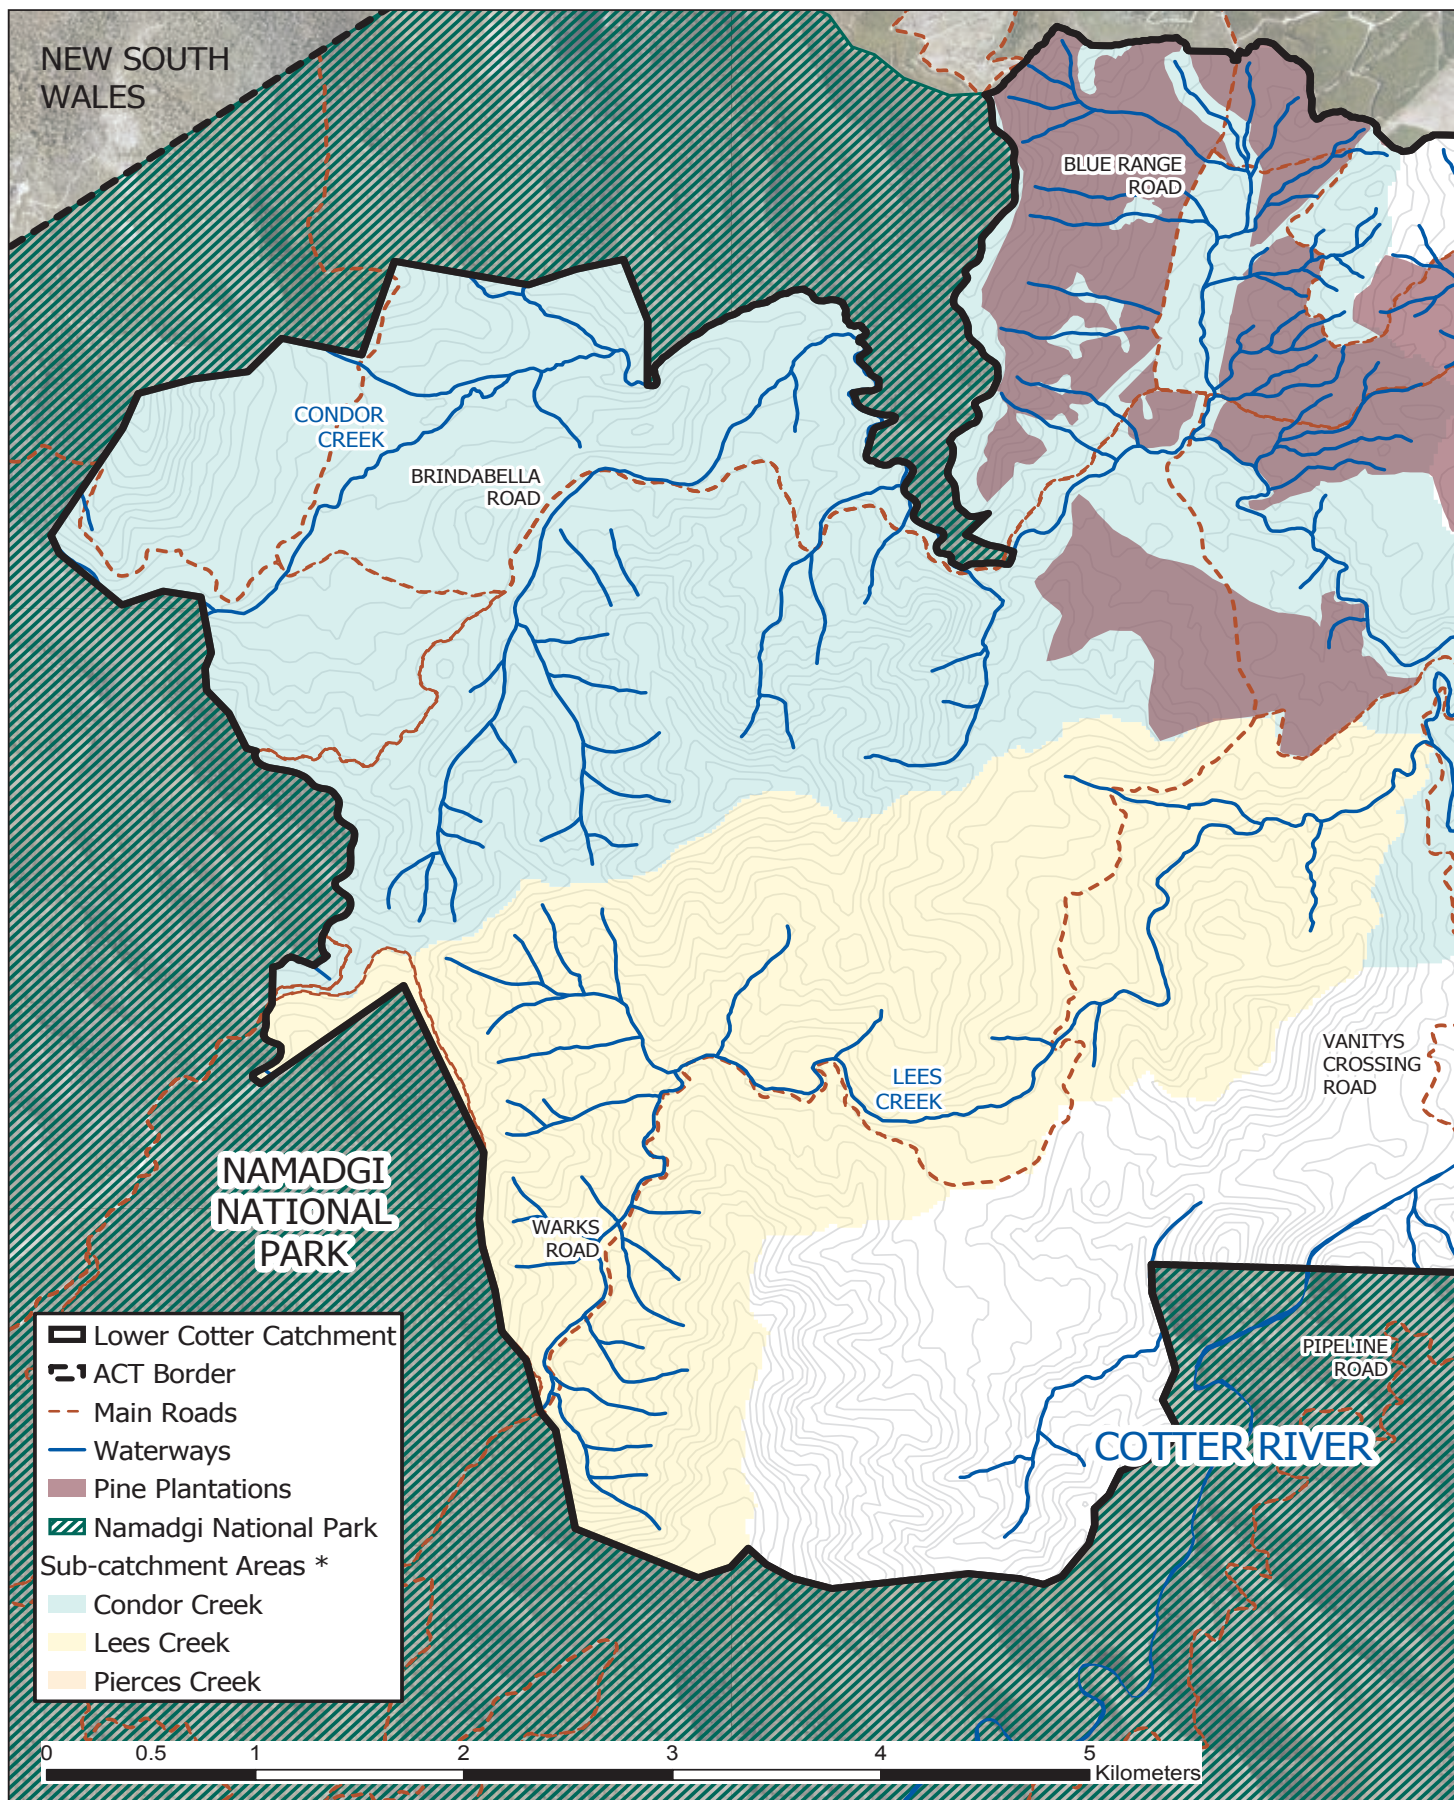 NEW SOUTH
WALES
BLUE RANGE
ROAD
CONDOR
CREEK
BRINDABELLA
ROAD
VANITYS
CROSSING
ROAD
LEES
CREEK
NAMADGI
NATIONAL
PARK
WARKS
ROAD
PIPELINE
ROAD
COTTER RIVER
Lower Cotter Catchment
ACT Border
Main Roads
Waterways
Pine Plantations
Namadgi National Park
Sub-catchment Areas *
Condor Creek
Lees Creek
Pierces Creek
0 0.5 1 2 3 4 5
Kilometers